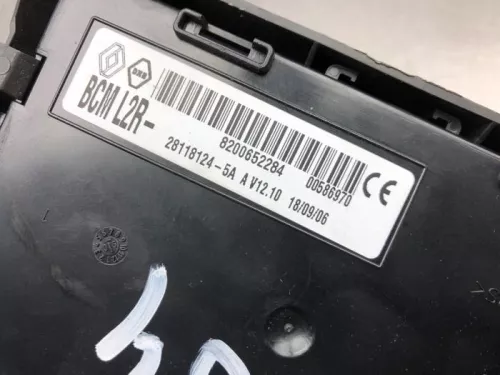 BCM L2R-
8200652284
00586970
28118124-5A A V12.10 18/09/06
CE